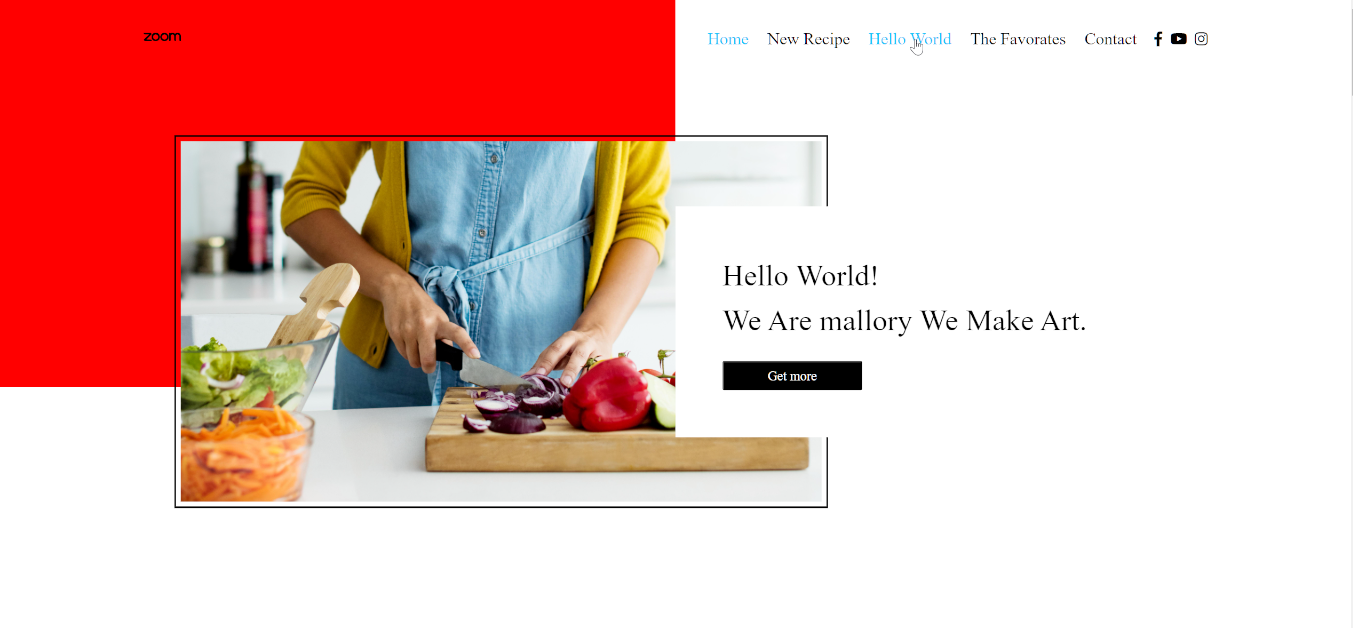 zoom
Home New Recipe Hello World The Favorates Contact
Hello World!
We Are mallory We Make Art.
Get more